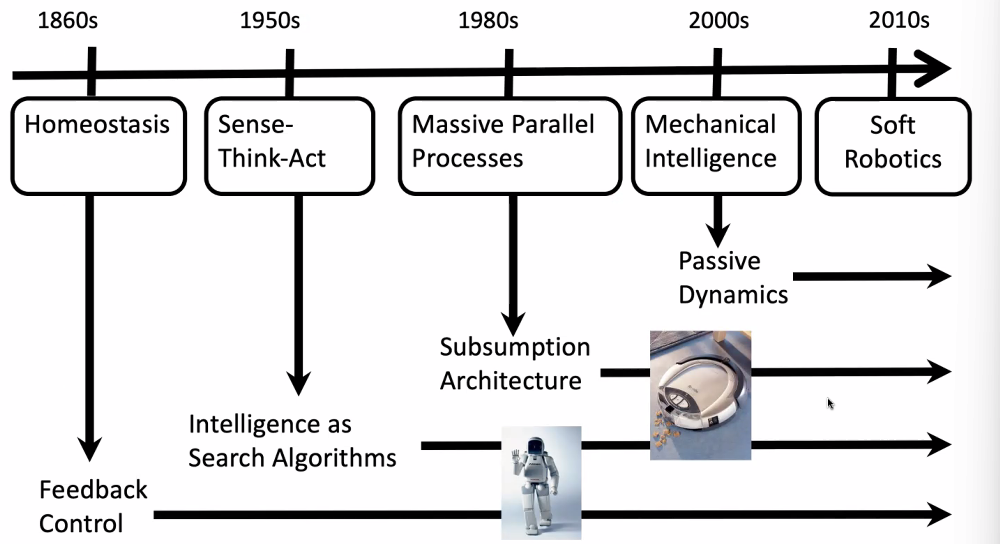 1860s
1950s
1980s
2000s
2010s
Homeostasis
Sense-
Think-Act
Massive Parallel
Processes
Mechanical
Intelligence
Soft
Robotics
Passive
Dynamics
Subsumption
Architecture
Intelligence as
Search Algorithms
Feedback
Control